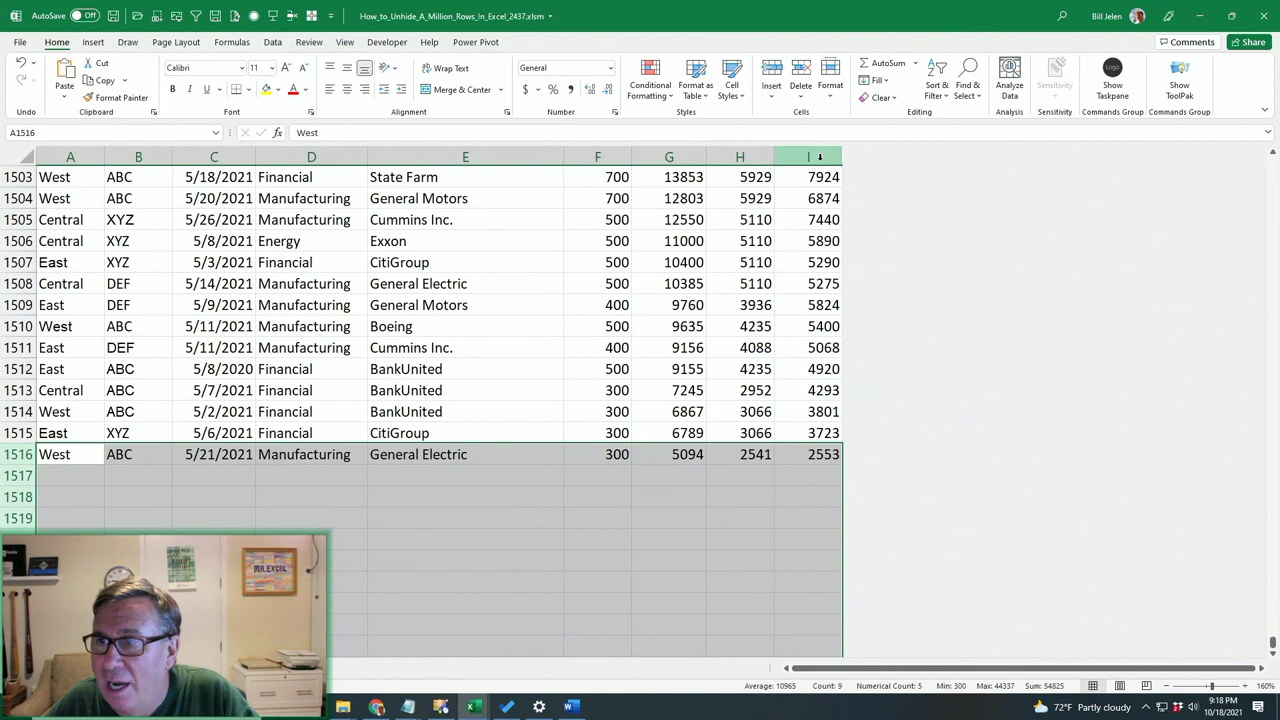 AutoSave Off How_to_Unhide_A_Million_Rows_In_Excel_2437.xlsm Bill Jelen
File Home Insert Draw Page Layout Formulas Data Review View Developer Help Power Pivot Comments Share
Calibri 11 Wrap Text General AutoSum
Paste Cut Copy Format Painter B I U A Merge & Center $ % Conditional Formatting Format as Table Cell Styles Insert Delete Format Fill Clear Sort & Filter Find & Select Analyze Data Sensitivity Logo Show Taskpane Show ToolPak
Undo Clipboard Font Alignment Number Styles Cells Editing Analysis Sensitivity Commands Group Commands Group
A1516 fx West
A B C D E F G H I
1503 West ABC 5/18/2021 Financial State Farm 700 13853 5929 7924
1504 West ABC 5/20/2021 Manufacturing General Motors 700 12803 5929 6874
1505 Central XYZ 5/26/2021 Manufacturing Cummins Inc. 500 12550 5110 7440
1506 Central XYZ 5/8/2021 Energy Exxon 500 11000 5110 5890
1507 East XYZ 5/3/2021 Financial CitiGroup 500 10400 5110 5290
1508 Central DEF 5/14/2021 Manufacturing General Electric 500 10385 5110 5275
1509 East DEF 5/9/2021 Manufacturing General Motors 400 9760 3936 5824
1510 West ABC 5/11/2021 Manufacturing Boeing 500 9635 4235 5400
1511 East DEF 5/11/2021 Manufacturing Cummins Inc. 500 9156 4088 5068
1512 East ABC 5/8/2020 Financial BankUnited 500 9155 4235 4920
1513 Central ABC 5/7/2021 Financial BankUnited 300 7245 2952 4293
1514 West ABC 5/2/2021 Financial BankUnited 300 6867 3066 3801
1515 East XYZ 5/6/2021 Financial CitiGroup 300 6789 3066 3723
1516 West ABC 5/21/2021 Manufacturing General Electric 300 5094 2541 2553
1517
1518
1519
MR.EXCEL
Average: 10965 Count: 9 Numerical Count: 5 Min: 300 Max: 44337 Sum: 54825 160%
72°F Partly cloudy 9:18 PM
10/18/2021